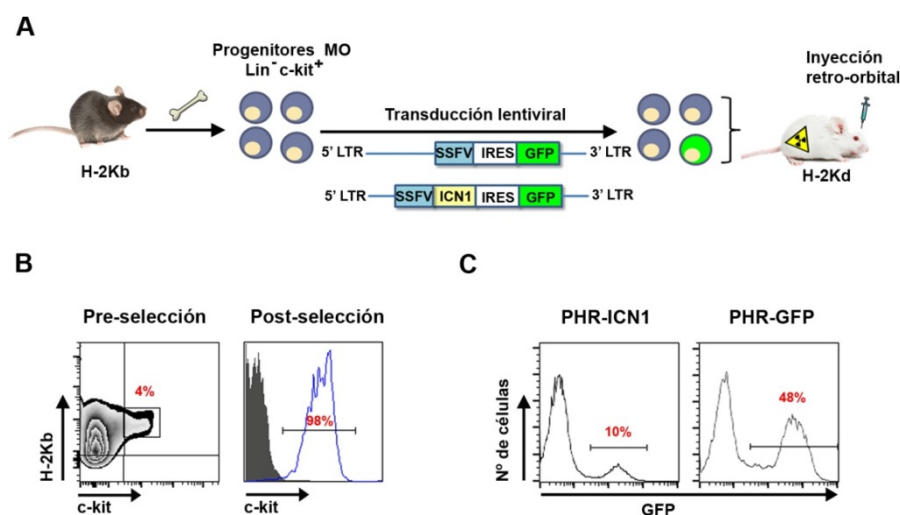 A
Progenitores MO
Lin- c-kit+
H-2Kb
Transducción lentiviral
5' LTR SSFV IRES GFP 3' LTR
5' LTR SSFV ICN1 IRES GFP 3' LTR
Inyección
retro-orbital
H-2Kd
B
Pre-selección
4%
H-2Kb
c-kit
Post-selección
98%
c-kit
C
PHR-ICN1
10%
PHR-GFP
48%
Nº de células
GFP